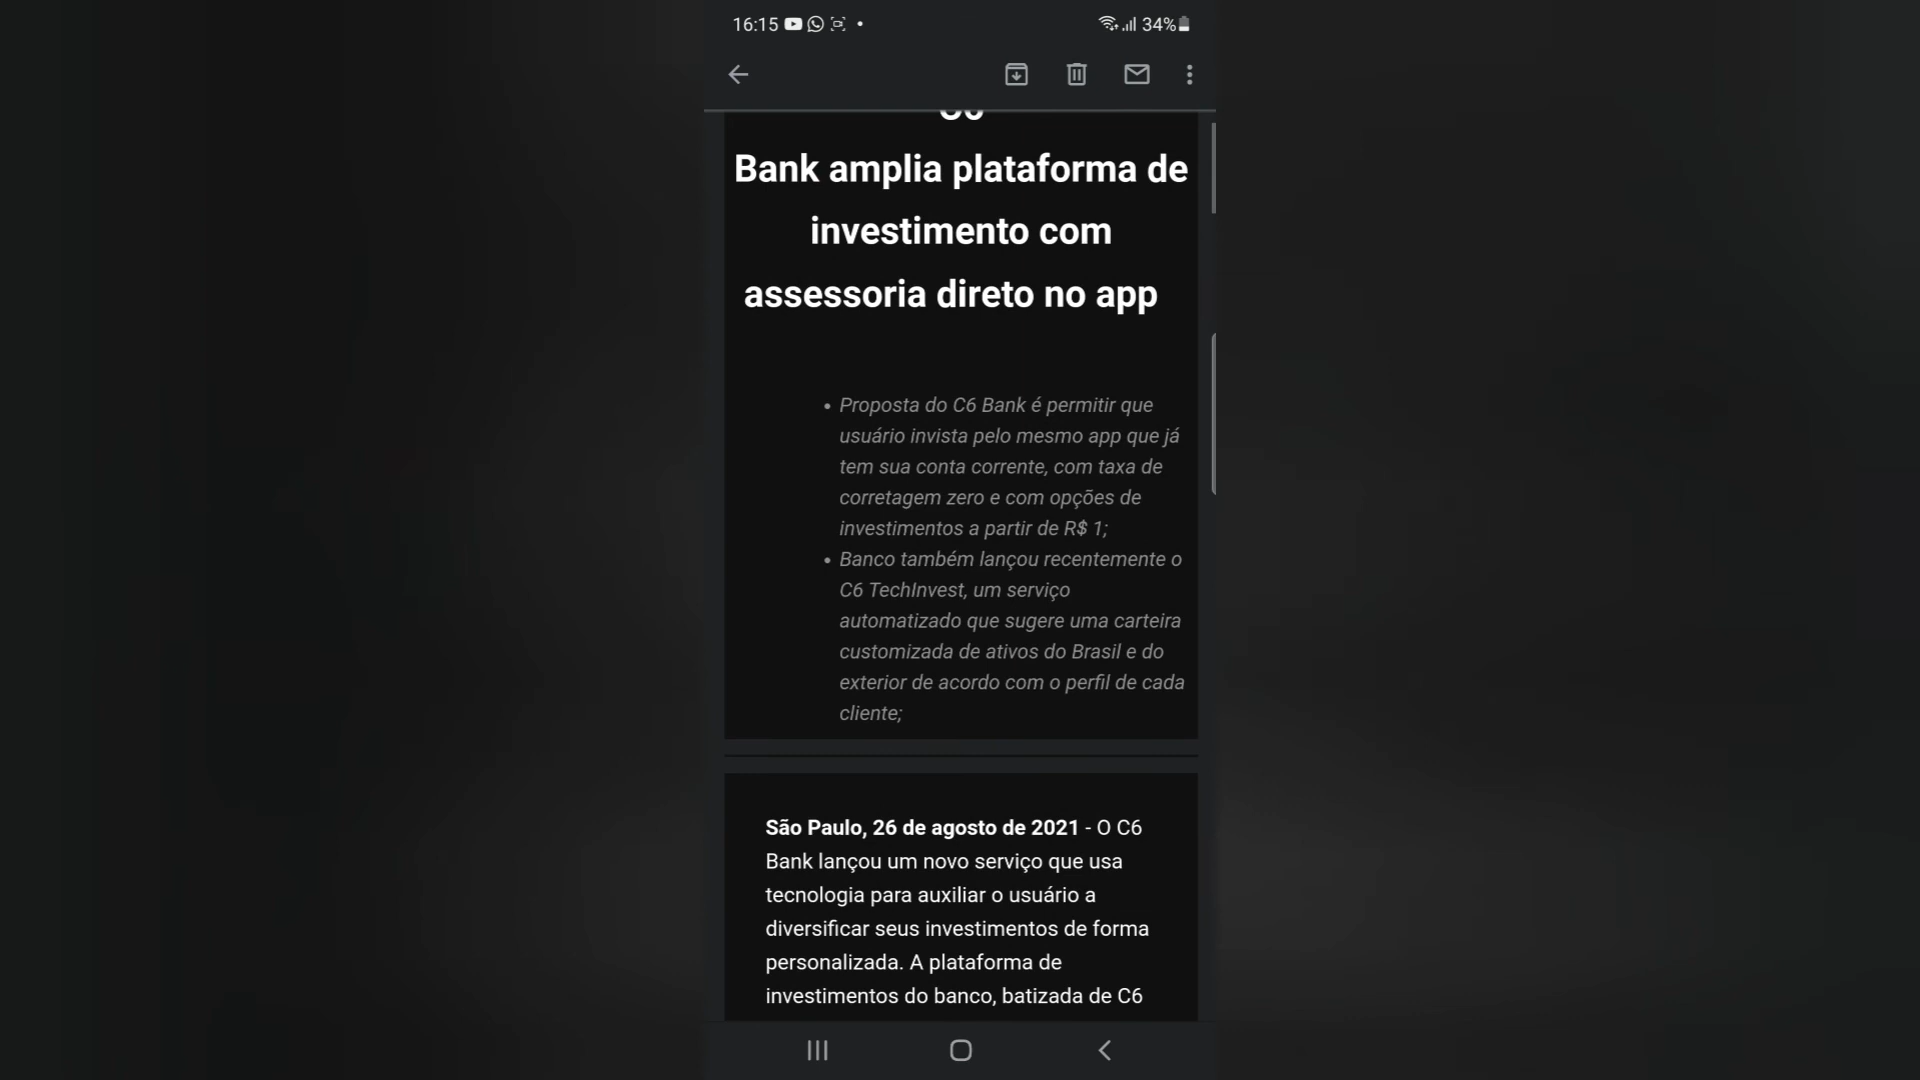 16:15
34%
C6
Bank amplia plataforma de
investimento com
assessoria direto no app
• Proposta do C6 Bank é permitir que
usuário invista pelo mesmo app que já
tem sua conta corrente, com taxa de
corretagem zero e com opções de
investimentos a partir de R$ 1;
• Banco também lançou recentemente o
C6 TechInvest, um serviço
automatizado que sugere uma carteira
customizada de ativos do Brasil e do
exterior de acordo com o perfil de cada
cliente;
São Paulo, 26 de agosto de 2021 - O C6
Bank lançou um novo serviço que usa
tecnologia para auxiliar o usuário a
diversificar seus investimentos de forma
personalizada. A plataforma de
investimentos do banco, batizada de C6